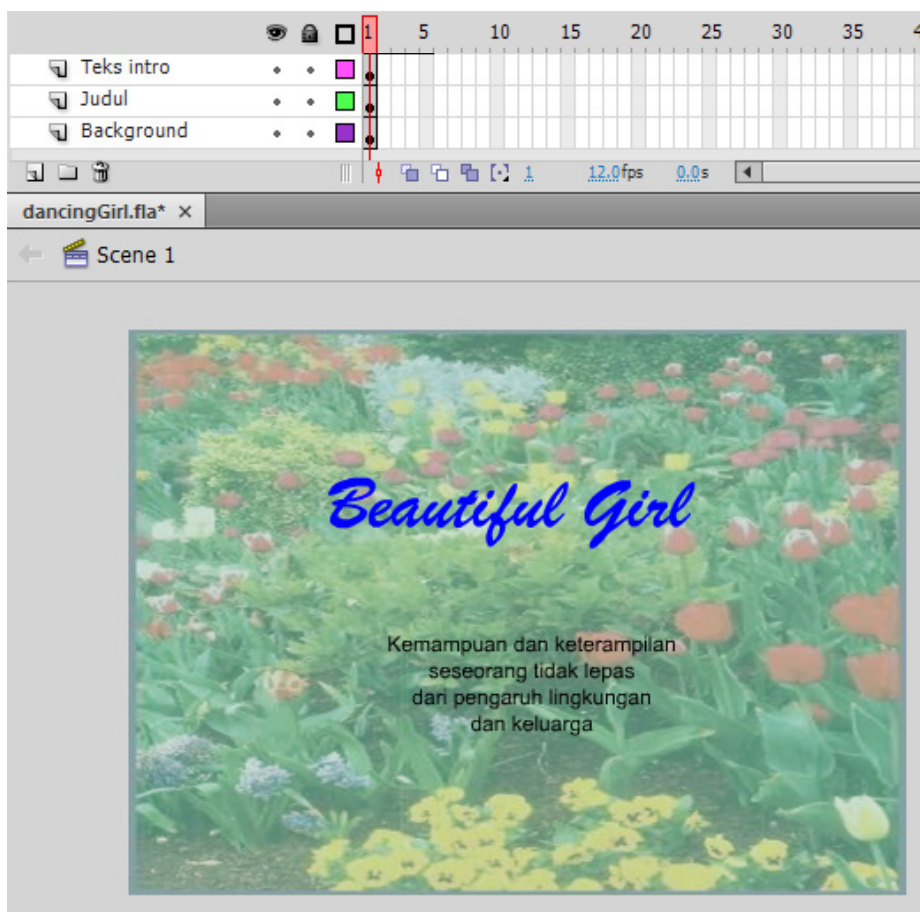 1 5 10 15 20 25 30 35
Teks intro
Judul
Background
1 12.0fps 0.0s
dancingGirl.fla* ×
Scene 1
Beautiful Girl
Kemampuan dan keterampilan
seseorang tidak lepas
dari pengaruh lingkungan
dan keluarga